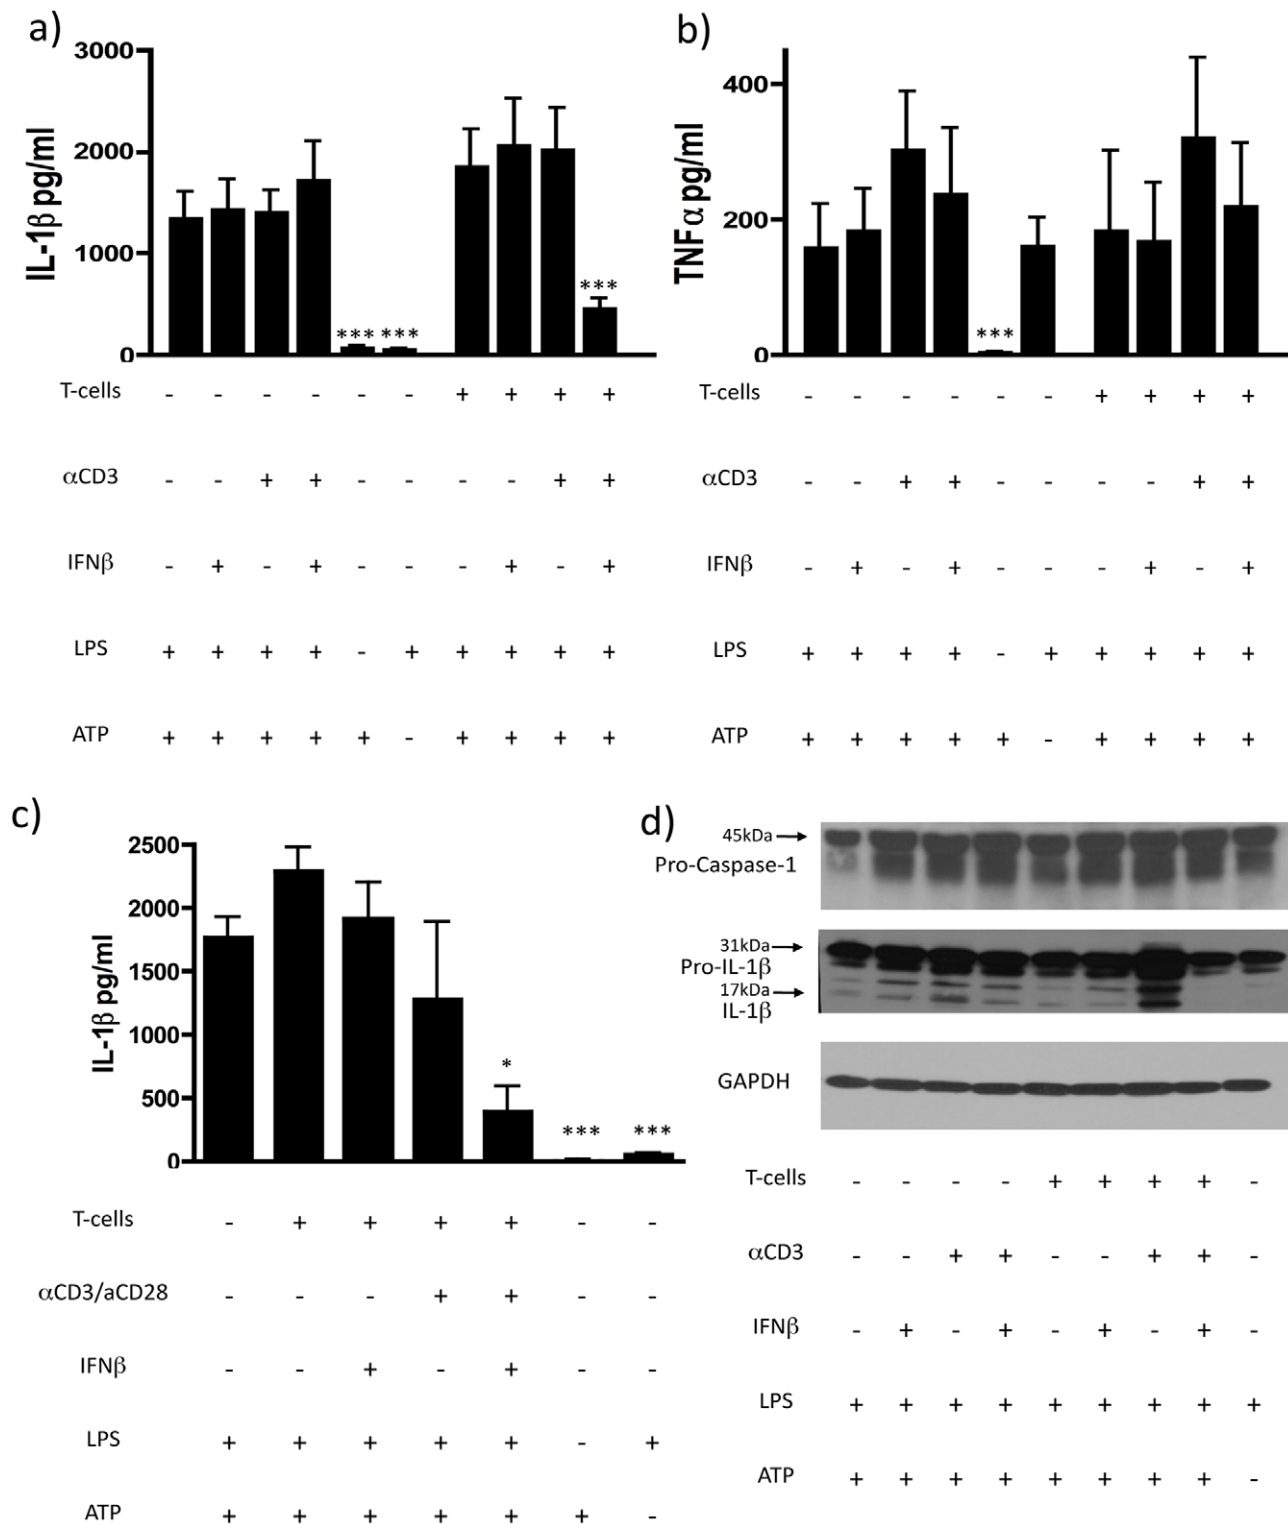 a)
3000
2000
1000
0
IL-1β pg/ml
*** ***
***
T-cells - - - - - - + + + +
αCD3 - - + + - - - - + +
IFNβ - + - + - - - + - +
LPS + + + + - + + + + +
ATP + + + + + - + + + +
b)
400
200
0
TNFα pg/ml
***
T-cells - - - - - - + + + +
αCD3 - - + + - - - - + +
IFNβ - + - + - - - + - +
LPS + + + + - + + + + +
ATP + + + + + - + + + +
c)
2500
2000
1500
1000
500
0
IL-1β pg/ml
*
*** ***
T-cells - + + + + - -
αCD3/aCD28 - - - + + - -
IFNβ - - + - + - -
LPS + + + + + - +
ATP + + + + + + -
d)
45kDa
Pro-Caspase-1
31kDa
Pro-IL-1β
17kDa
IL-1β
GAPDH
T-cells - - - - + + + + -
αCD3 - - + + - - + + -
IFNβ - + - + - + - + -
LPS + + + + + + + + +
ATP + + + + + + + + -